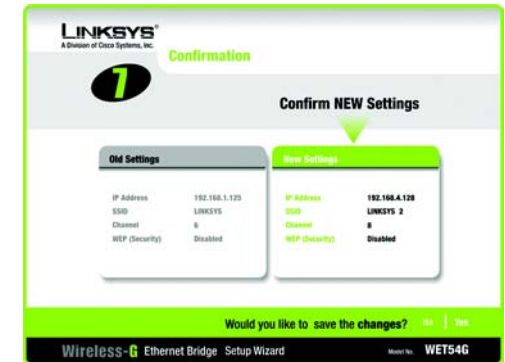 LINKSYS®
A Division of Cisco Systems, Inc.
7
Confirmation
Confirm NEW Settings
Old Settings
IP Address 192.168.1.125
SSID LINKSYS
Channel 6
WEP (Security) Disabled
New Settings
IP Address 192.168.4.128
SSID LINKSYS 2
Channel 8
WEP (Security) Disabled
Would you like to save the changes? No Yes
Wireless-G Ethernet Bridge Setup Wizard Model No. WET54G